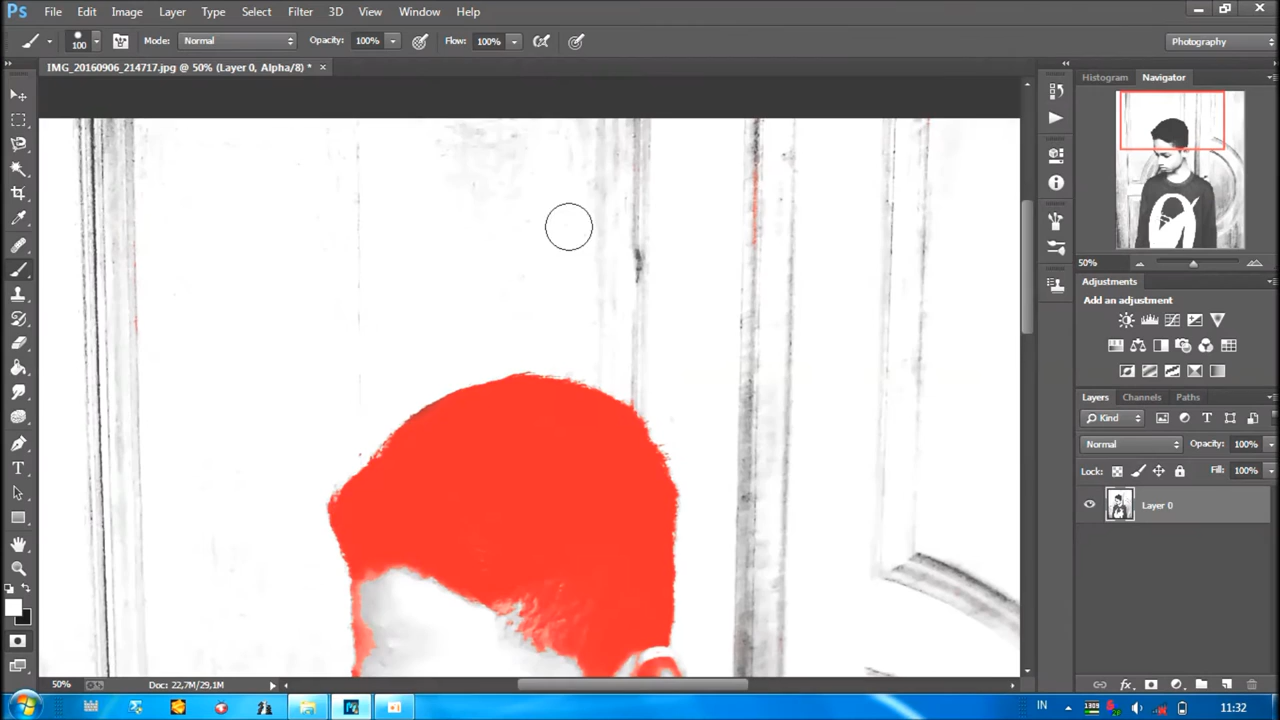 Ps File Edit Image Layer Type Select Filter 3D View Window Help
100 Mode: Normal Opacity: 100% Flow: 100% Photography
IMG_20160906_214717.jpg @ 50% (Layer 0, Alpha/8) *
Histogram Navigator
50%
Adjustments
Add an adjustment
Layers Channels Paths
Kind
Normal Opacity: 100%
Lock: Fill: 100%
Layer 0
50% Doc: 22,7M/29,1M
IN 11:32